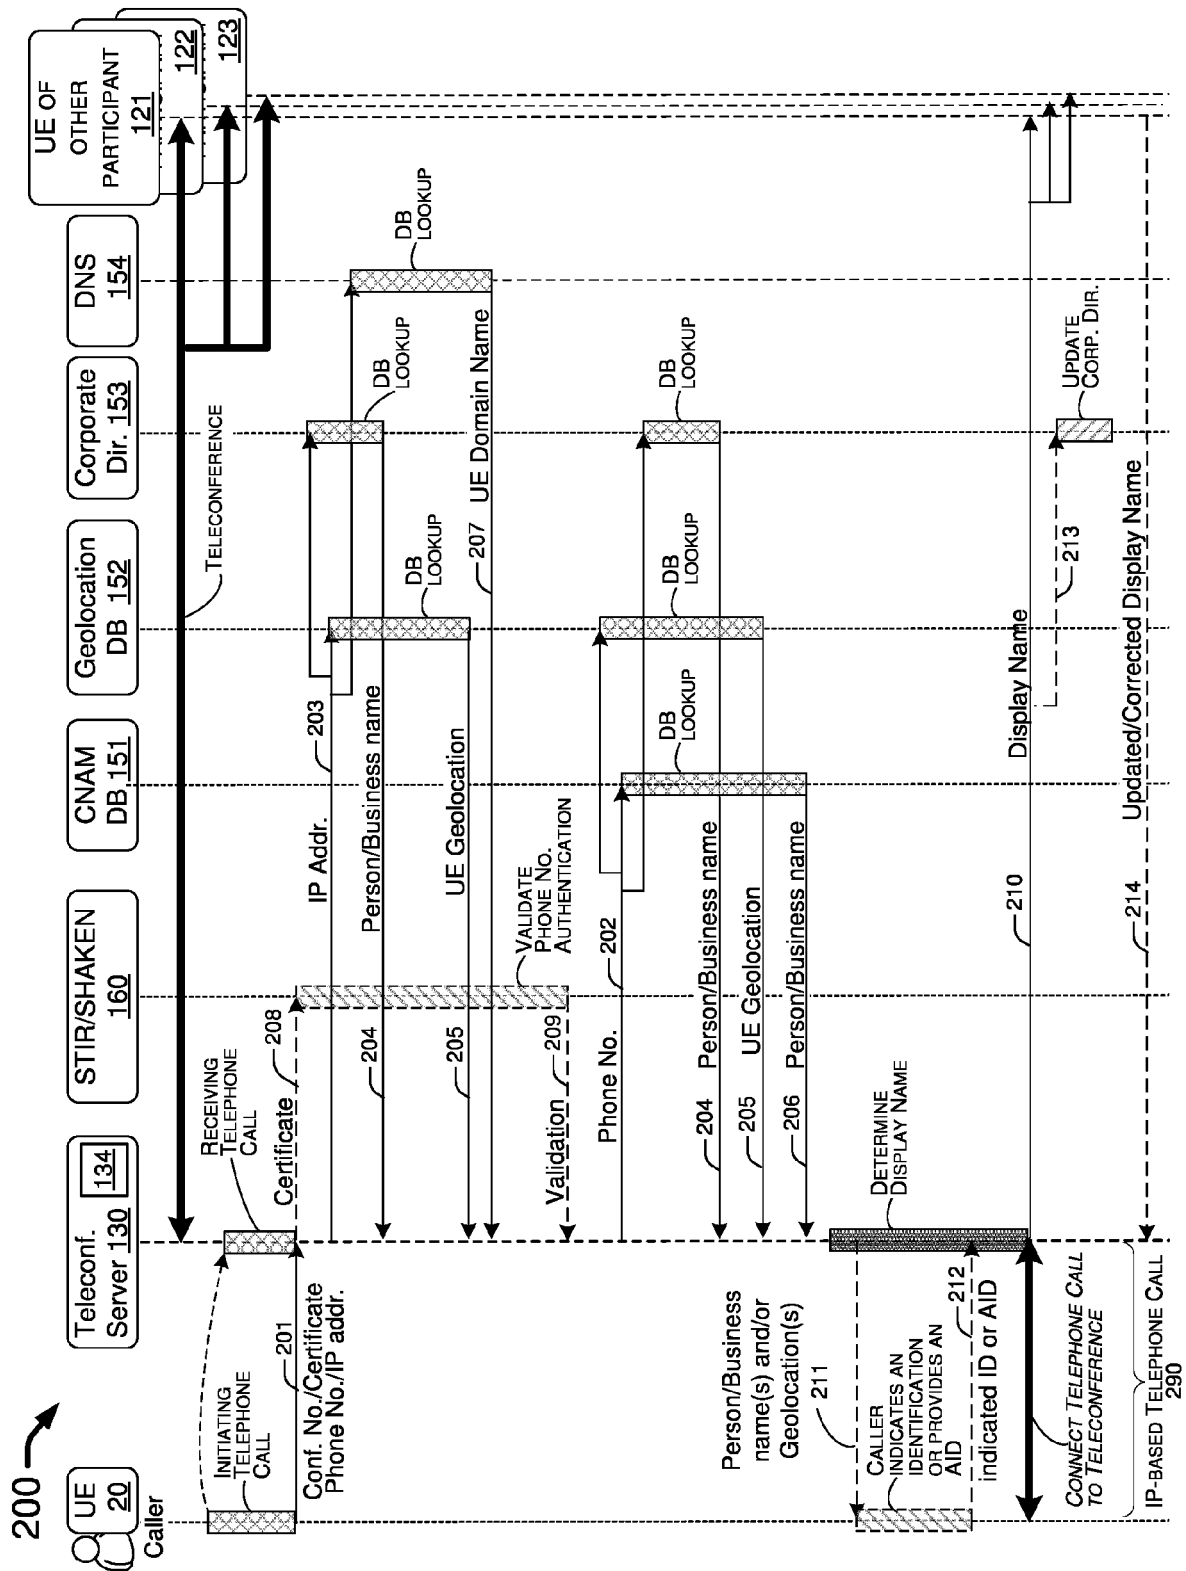 200
Caller
UE
20
Teleconf.
Server 130
134
STIR/SHAKEN
160
CNAM
DB 151
Geolocation
DB 152
Corporate
Dir. 153
DNS
154
UE OF
OTHER
PARTICIPANT
121
122
123
TELECONFERENCE
INITIATING
TELEPHONE
CALL
RECEIVING
TELEPHONE
CALL
201
Conf. No./Certificate
Phone No./IP addr.
Certificate
208
IP Addr.
203
DB
LOOKUP
DB
LOOKUP
DB
LOOKUP
204
Person/Business name
205
UE Geolocation
207
UE Domain Name
VALIDATE
PHONE NO.
AUTHENTICATION
Validation
209
Phone No.
202
DB
LOOKUP
DB
LOOKUP
DB
LOOKUP
204
Person/Business name
205
UE Geolocation
206
Person/Business name
DETERMINE
DISPLAY NAME
Person/Business
name(s) and/or
Geolocation(s)
211
CALLER
INDICATES AN
IDENTIFICATION
OR PROVIDES AN
AID
212
indicated ID or AID
210
Display Name
213
UPDATE
CORP. DIR.
CONNECT TELEPHONE CALL
TO TELECONFERENCE
214
Updated/Corrected Display Name
IP-BASED TELEPHONE CALL
290